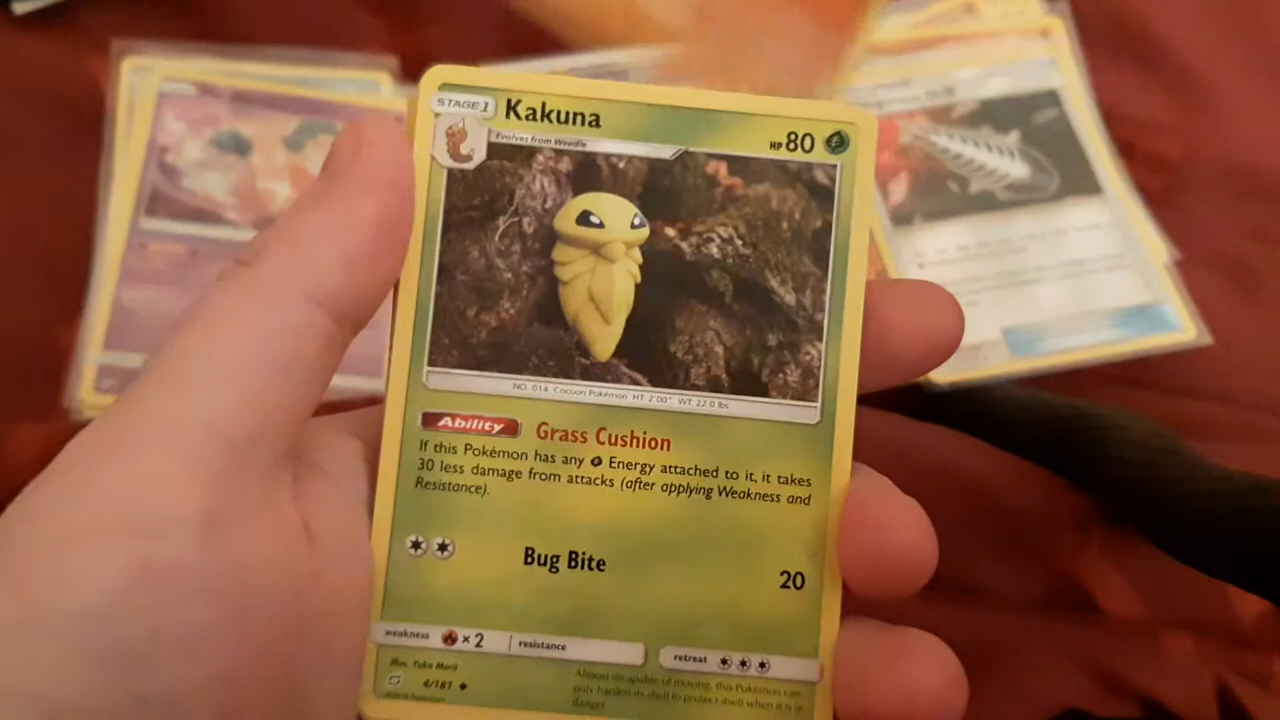 STAGE 1
Kakuna
HP 80
Evolves from Weedle
NO. 014 Cocoon Pokémon HT: 2'00" WT: 22.0 lbs
Ability Grass Cushion
If this Pokémon has any Energy attached to it, it takes
30 less damage from attacks (after applying Weakness and
Resistance).
Bug Bite 20
weakness ×2 resistance retreat
Illus. Yuka Morii
4/181
Almost incapable of moving, this Pokémon can
only harden its shell to protect itself when it is in
danger.